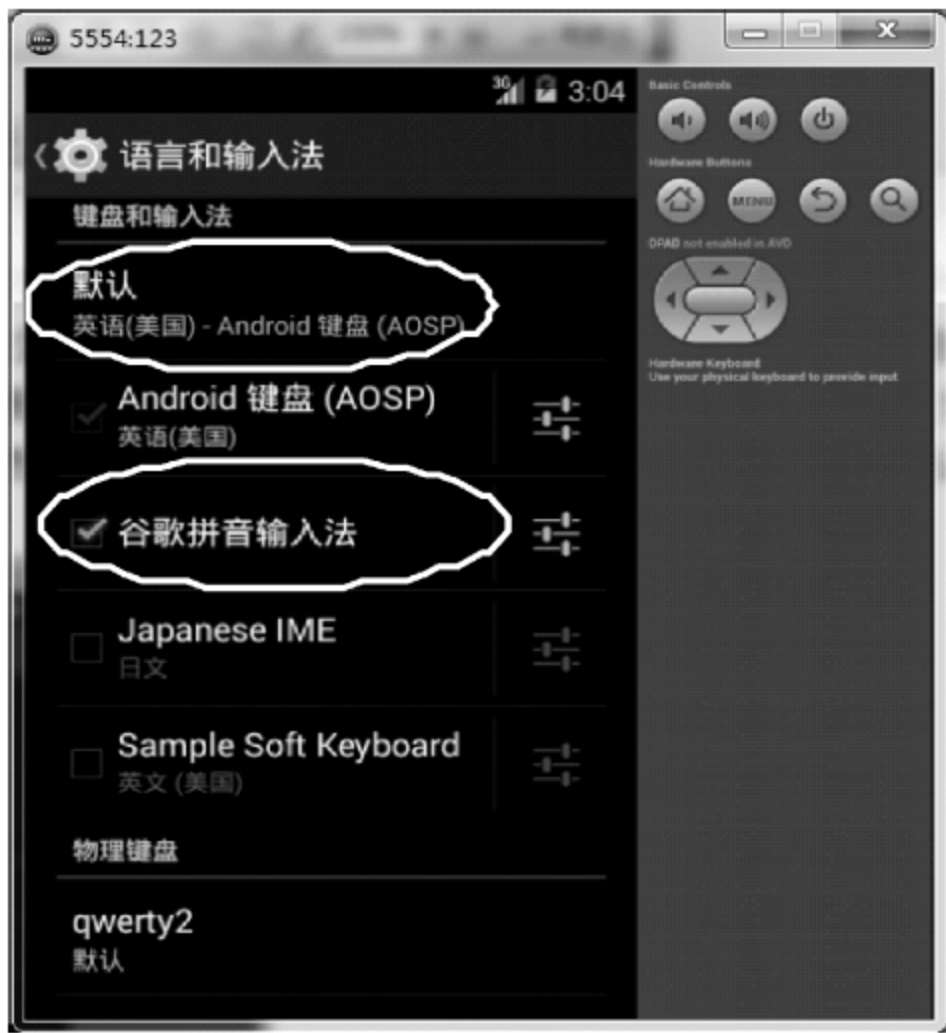 5554:123
3G 3:04
语言和输入法
键盘和输入法
默认
英语(美国) - Android 键盘 (AOSP)
Android 键盘 (AOSP)
英语(美国)
谷歌拼音输入法
Japanese IME
日文
Sample Soft Keyboard
英文 (美国)
物理键盘
qwerty2
默认
Basic Controls
Hardware Buttons
MENU
DPAD not enabled in AVD
Hardware Keyboard
Use your physical keyboard to provide input